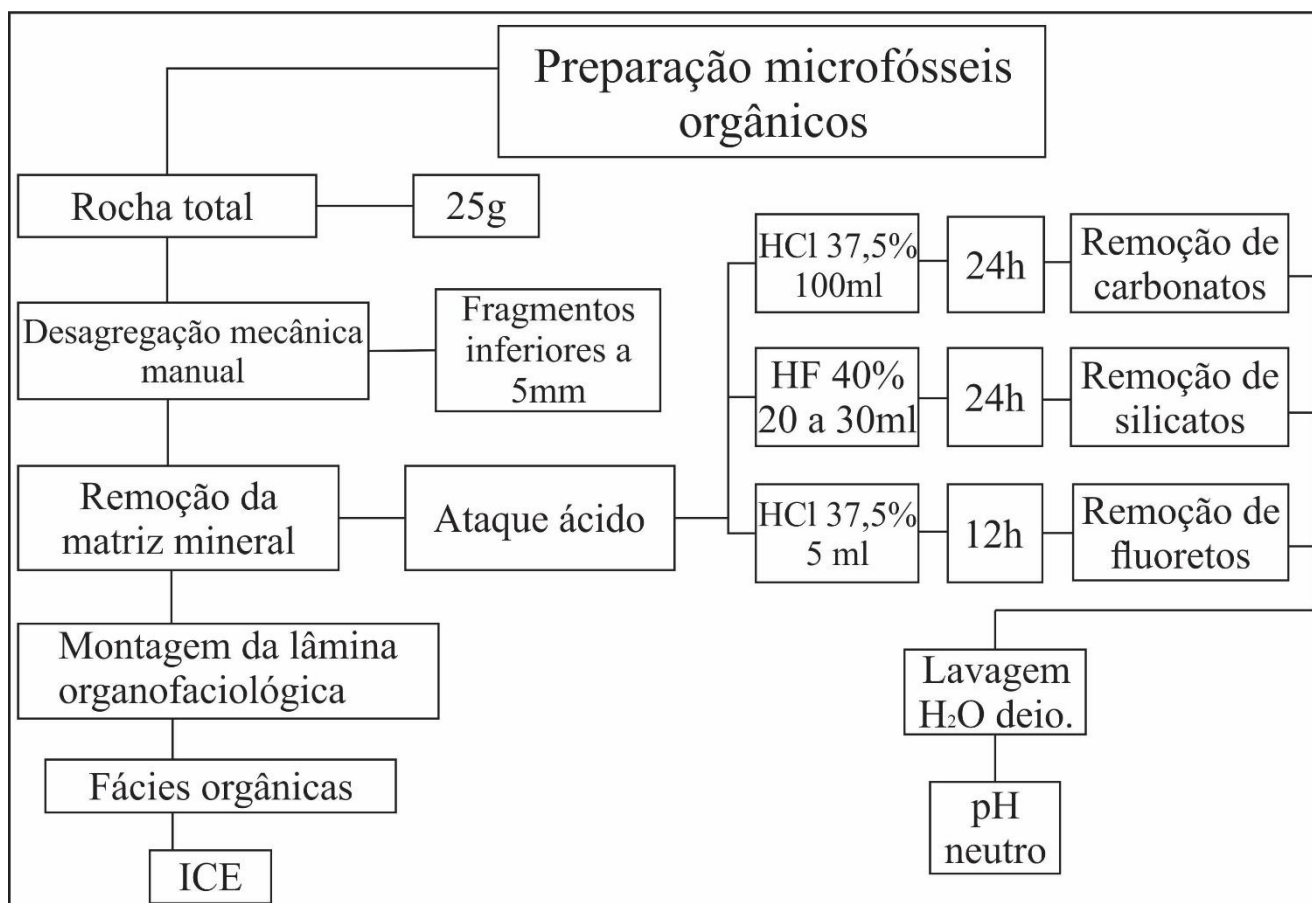 Preparação microfósseis
orgânicos
Rocha total
25g
Desagregação mecânica
manual
Fragmentos
inferiores a
5mm
Remoção da
matriz mineral
Ataque ácido
HCl 37,5%
100ml
24h
Remoção de
carbonatos
HF 40%
20 a 30ml
24h
Remoção de
silicatos
HCl 37,5%
5 ml
12h
Remoção de
fluoretos
Lavagem
H₂O deio.
pH
neutro
Montagem da lâmina
organofaciológica
Fácies orgânicas
ICE